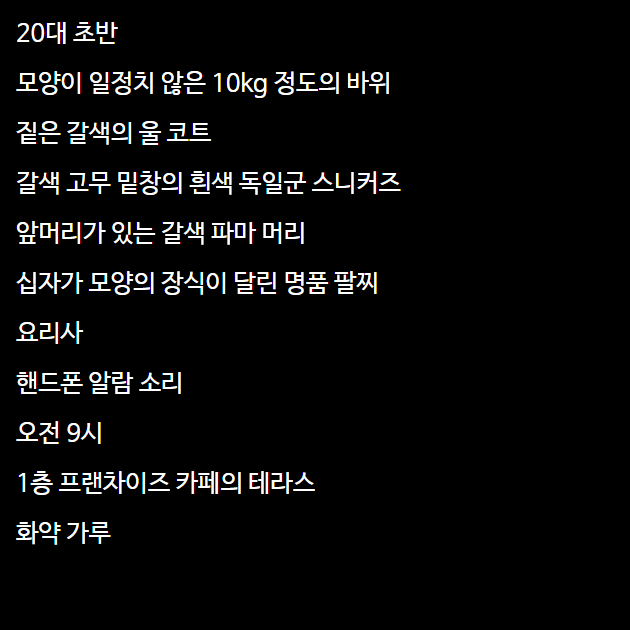 20대 초반
모양이 일정치 않은 10kg 정도의 바위
짙은 갈색의 울 코트
갈색 고무 밑창의 흰색 독일군 스니커즈
앞머리가 있는 갈색 파마 머리
십자가 모양의 장식이 달린 명품 팔찌
요리사
핸드폰 알람 소리
오전 9시
1층 프랜차이즈 카페의 테라스
화약 가루